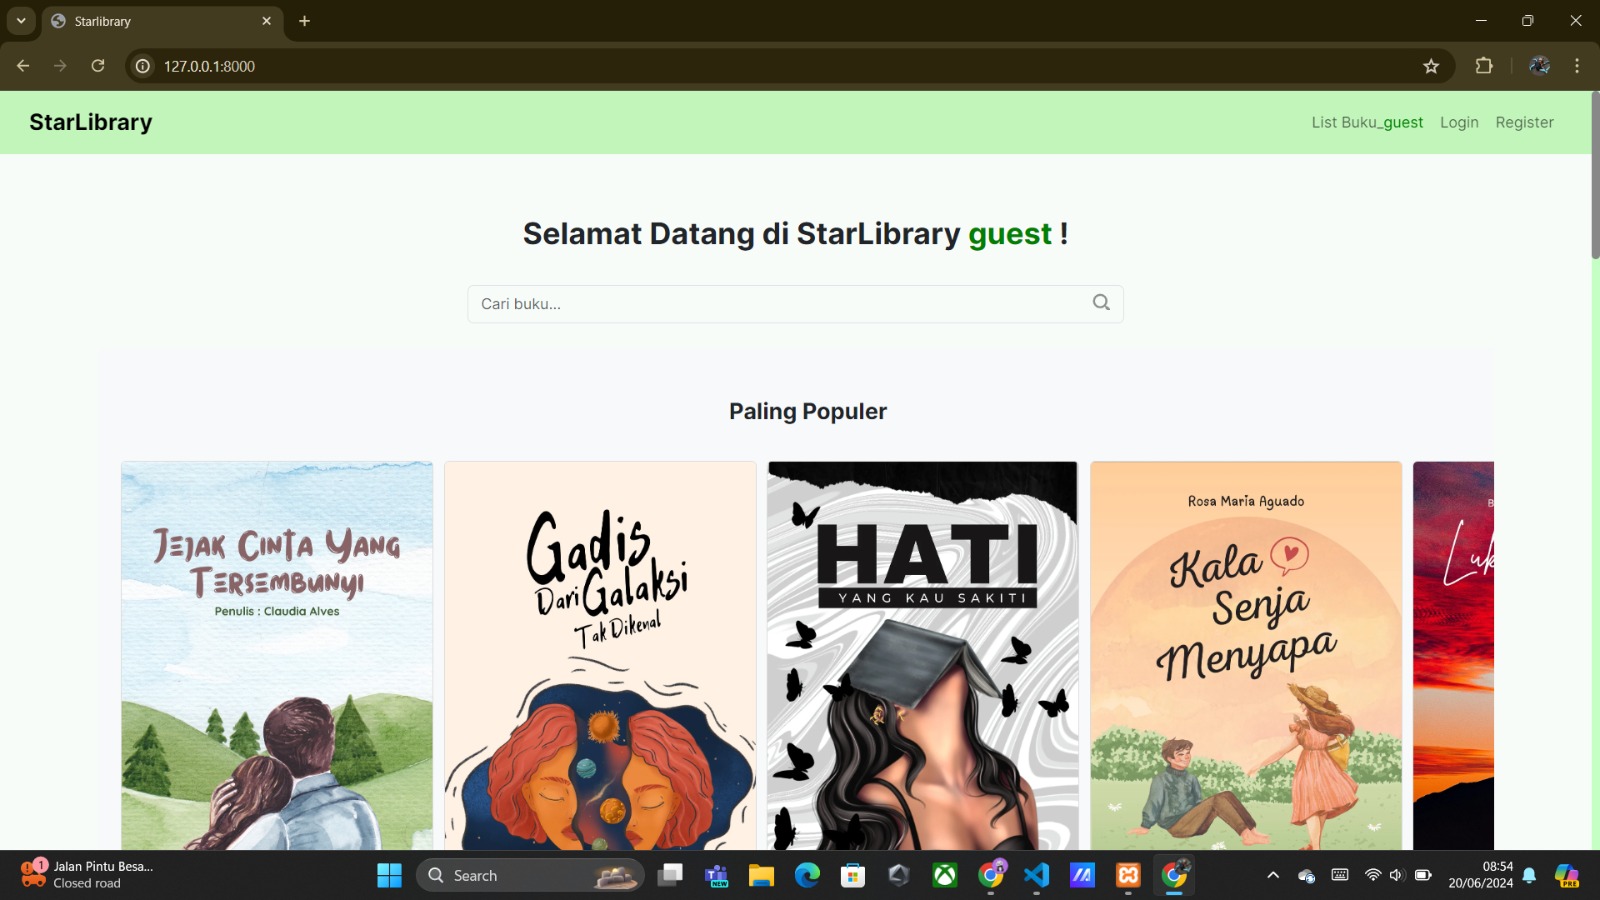 Starlibrary
127.0.0.1:8000
StarLibrary
List Buku_guest
Login
Register
Selamat Datang di StarLibrary guest !
Cari buku...
Paling Populer
Jejak Cinta Yang
Tersembunyi
Penulis : Claudia Alves
Gadis
Dari Galaksi
Tak Dikenal
HATI
YANG KAU SAKITI
Rosa Maria Aguado
Kala
Senja
Menyapa
1
Jalan Pintu Besa...
Closed road
Search
NEW
08:54
20/06/2024
PRE